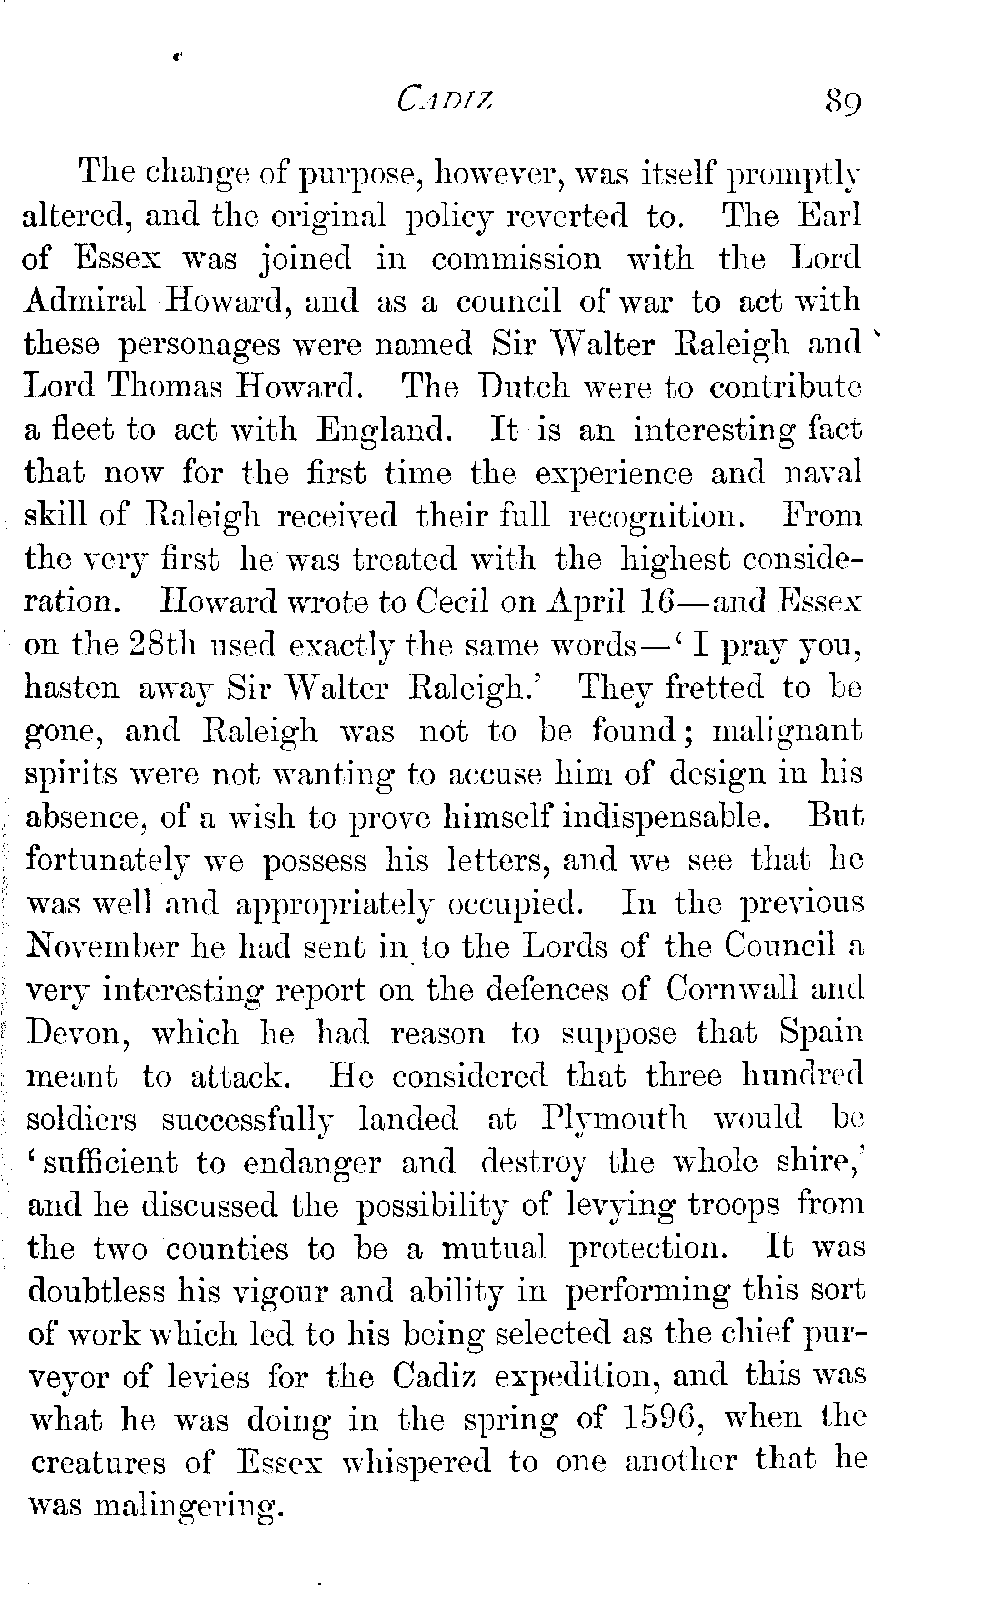 CADIZ 89
The change of purpose, however, was itself promptly
altered, and the original policy reverted to. The Earl
of Essex was joined in commission with the Lord
Admiral Howard, and as a council of war to act with
these personages were named Sir Walter Raleigh and
Lord Thomas Howard. The Dutch were to contribute
a fleet to act with England. It is an interesting fact
that now for the first time the experience and naval
skill of Raleigh received their full recognition. From
the very first he was treated with the highest conside-
ration. Howard wrote to Cecil on April 16—and Essex
on the 28th used exactly the same words—‘ I pray you,
hasten away Sir Walter Raleigh.’ They fretted to be
gone, and Raleigh was not to be found; malignant
spirits were not wanting to accuse him of design in his
absence, of a wish to prove himself indispensable. But
fortunately we possess his letters, and we see that he
was well and appropriately occupied. In the previous
November he had sent in to the Lords of the Council a
very interesting report on the defences of Cornwall and
Devon, which he had reason to suppose that Spain
meant to attack. He considered that three hundred
soldiers successfully landed at Plymouth would be
‘sufficient to endanger and destroy the whole shire,’
and he discussed the possibility of levying troops from
the two counties to be a mutual protection. It was
doubtless his vigour and ability in performing this sort
of work which led to his being selected as the chief pur-
veyor of levies for the Cadiz expedition, and this was
what he was doing in the spring of 1596, when the
creatures of Essex whispered to one another that he
was malingering.